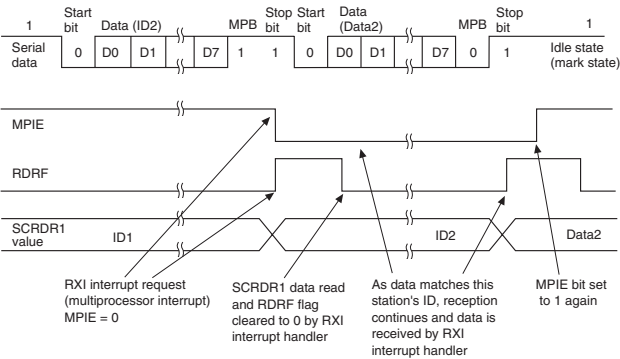 1 Start bit Data (ID2) MPB Stop bit Start bit Data (Data2) MPB Stop bit 1
Serial data 0 D0 D1 D7 1 1 0 D0 D1 D7 0 1 Idle state (mark state)
MPIE
RDRF
SCRDR1 value ID1 ID2 Data2
RXI interrupt request
(multiprocessor interrupt)
MPIE = 0
SCRDR1 data read
and RDRF flag
cleared to 0 by RXI
interrupt handler
As data matches this
station's ID, reception
continues and data is
received by RXI
interrupt handler
MPIE bit set
to 1 again